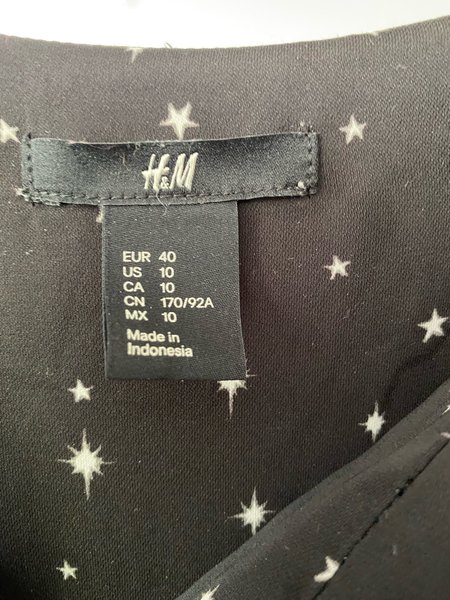 H&M
EUR 40
US 10
CA 10
CN 170/92A
MX 10
Made in
Indonesia